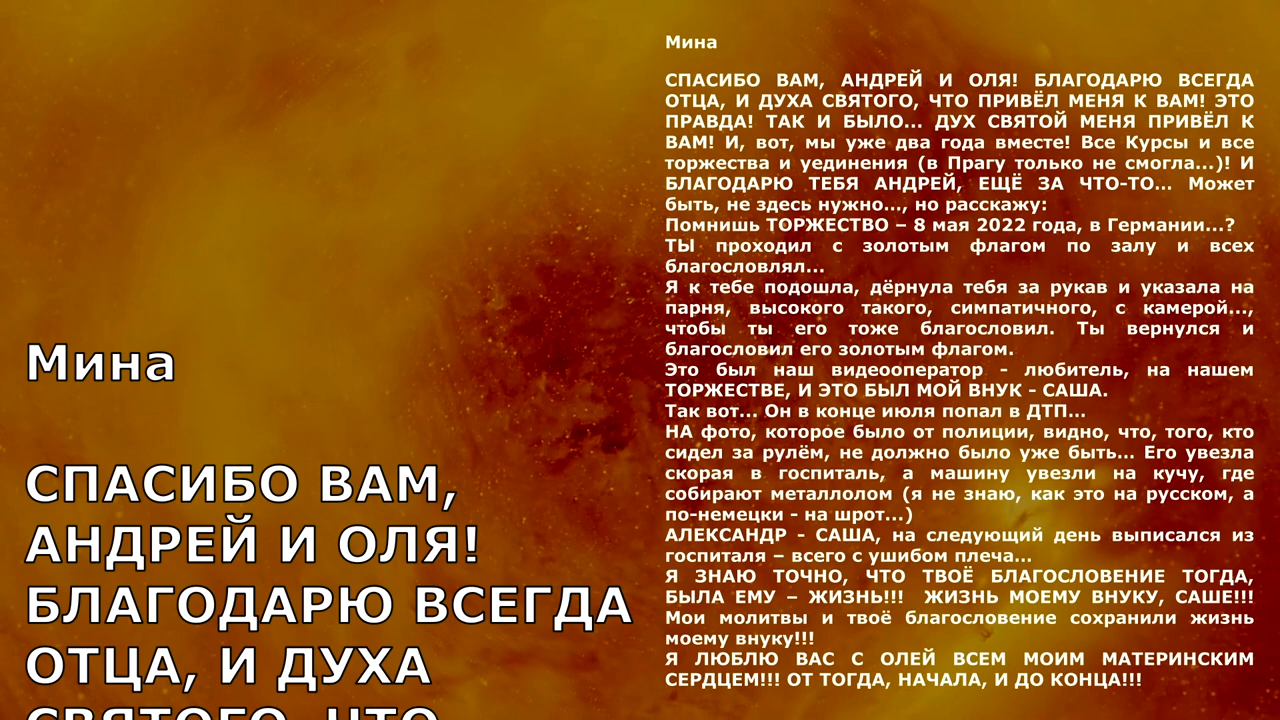 Мина
СПАСИБО ВАМ,
АНДРЕЙ И ОЛЯ!
БЛАГОДАРЮ ВСЕГДА
ОТЦА, И ДУХА
СВЯТОГО, ЧТО
Мина
СПАСИБО ВАМ, АНДРЕЙ И ОЛЯ! БЛАГОДАРЮ ВСЕГДА
ОТЦА, И ДУХА СВЯТОГО, ЧТО ПРИВЁЛ МЕНЯ К ВАМ! ЭТО
ПРАВДА! ТАК И БЫЛО... ДУХ СВЯТОЙ МЕНЯ ПРИВЁЛ К
ВАМ! И, вот, мы уже два года вместе! Все Курсы и все
торжества и уединения (в Прагу только не смогла...)! И
БЛАГОДАРЮ ТЕБЯ АНДРЕЙ, ЕЩЁ ЗА ЧТО-ТО... Может
быть, не здесь нужно..., но расскажу:
Помнишь ТОРЖЕСТВО – 8 мая 2022 года, в Германии...?
ТЫ проходил с золотым флагом по залу и всех
благословлял...
Я к тебе подошла, дёрнула тебя за рукав и указала на
парня, высокого такого, симпатичного, с камерой...,
чтобы ты его тоже благословил. Ты вернулся и
благословил его золотым флагом.
Это был наш видеооператор - любитель, на нашем
ТОРЖЕСТВЕ, И ЭТО БЫЛ МОЙ ВНУК - САША.
Так вот... Он в конце июля попал в ДТП...
НА фото, которое было от полиции, видно, что, того, кто
сидел за рулём, не должно было уже быть... Его увезла
скорая в госпиталь, а машину увезли на кучу, где
собирают металлолом (я не знаю, как это на русском, а
по-немецки - на шрот...)
АЛЕКСАНДР - САША, на следующий день выписался из
госпиталя – всего с ушибом плеча...
Я ЗНАЮ ТОЧНО, ЧТО ТВОЁ БЛАГОСЛОВЕНИЕ ТОГДА,
БЫЛА ЕМУ – ЖИЗНЬ!!! ЖИЗНЬ МОЕМУ ВНУКУ, САШЕ!!!
Мои молитвы и твоё благословение сохранили жизнь
моему внуку!!!
Я ЛЮБЛЮ ВАС С ОЛЕЙ ВСЕМ МОИМ МАТЕРИНСКИМ
СЕРДЦЕМ!!! ОТ ТОГДА, НАЧАЛА, И ДО КОНЦА!!!